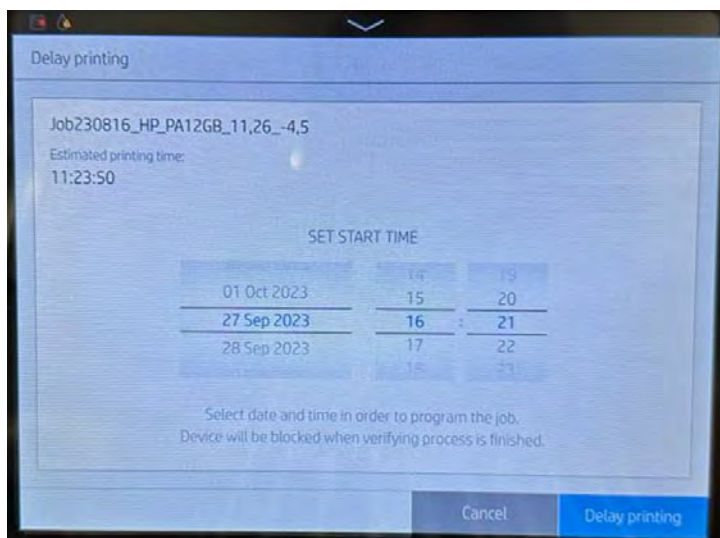 Delay printing
Job230816_HP_PA12GB_11,26_-4,5
Estimated printing time:
11:23:50
SET START TIME
14 19
01 Oct 2023 15 20
27 Sep 2023 16 : 21
28 Sep 2023 17 22
Select date and time in order to program the job.
Device will be blocked when verifying process is finished.
Cancel Delay printing